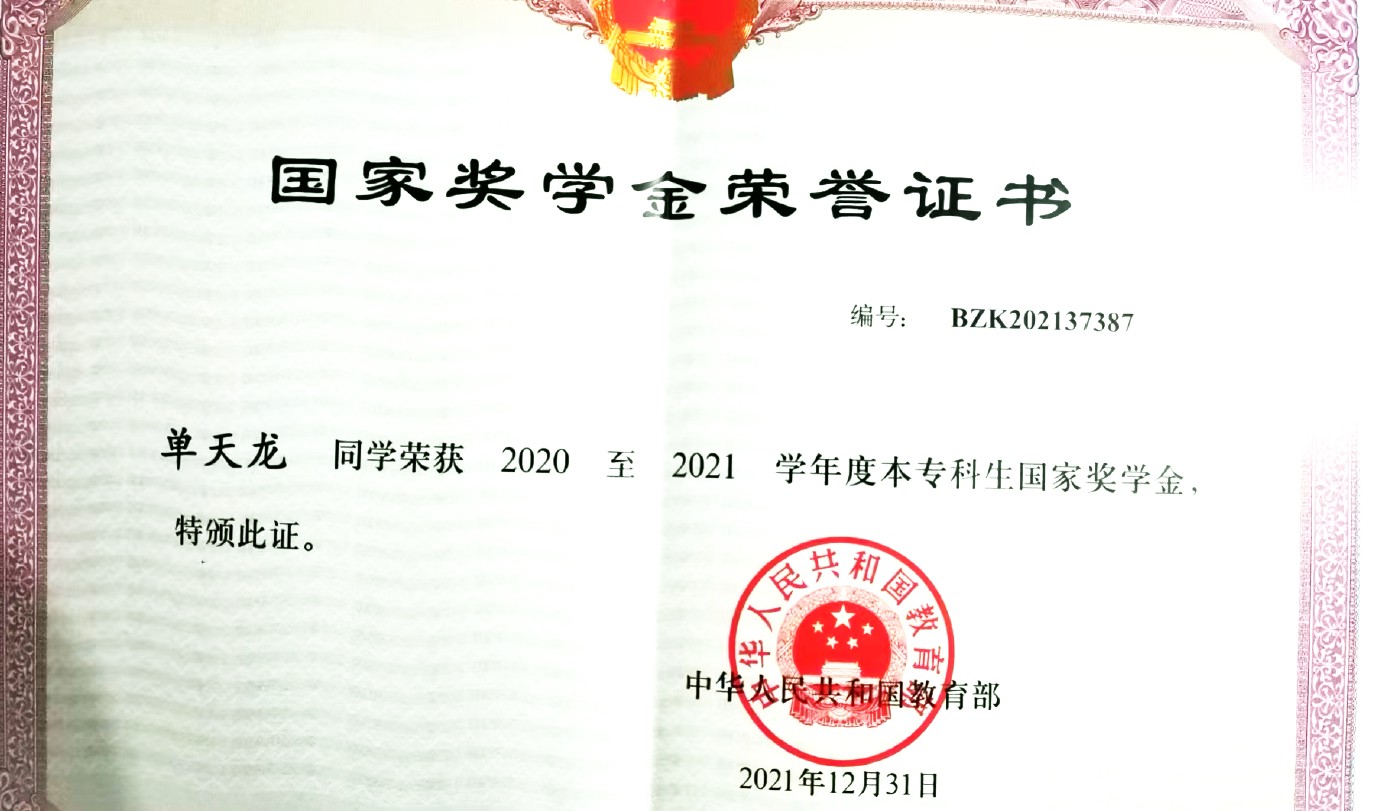 国家奖学金荣誉证书
编号： BZK202137387
单天龙 同学荣获 2020 至 2021 学年度本专科生国家奖学金，
特颁此证。
中华人民共和国教育部
中华人民共和国教育部
2021年12月31日